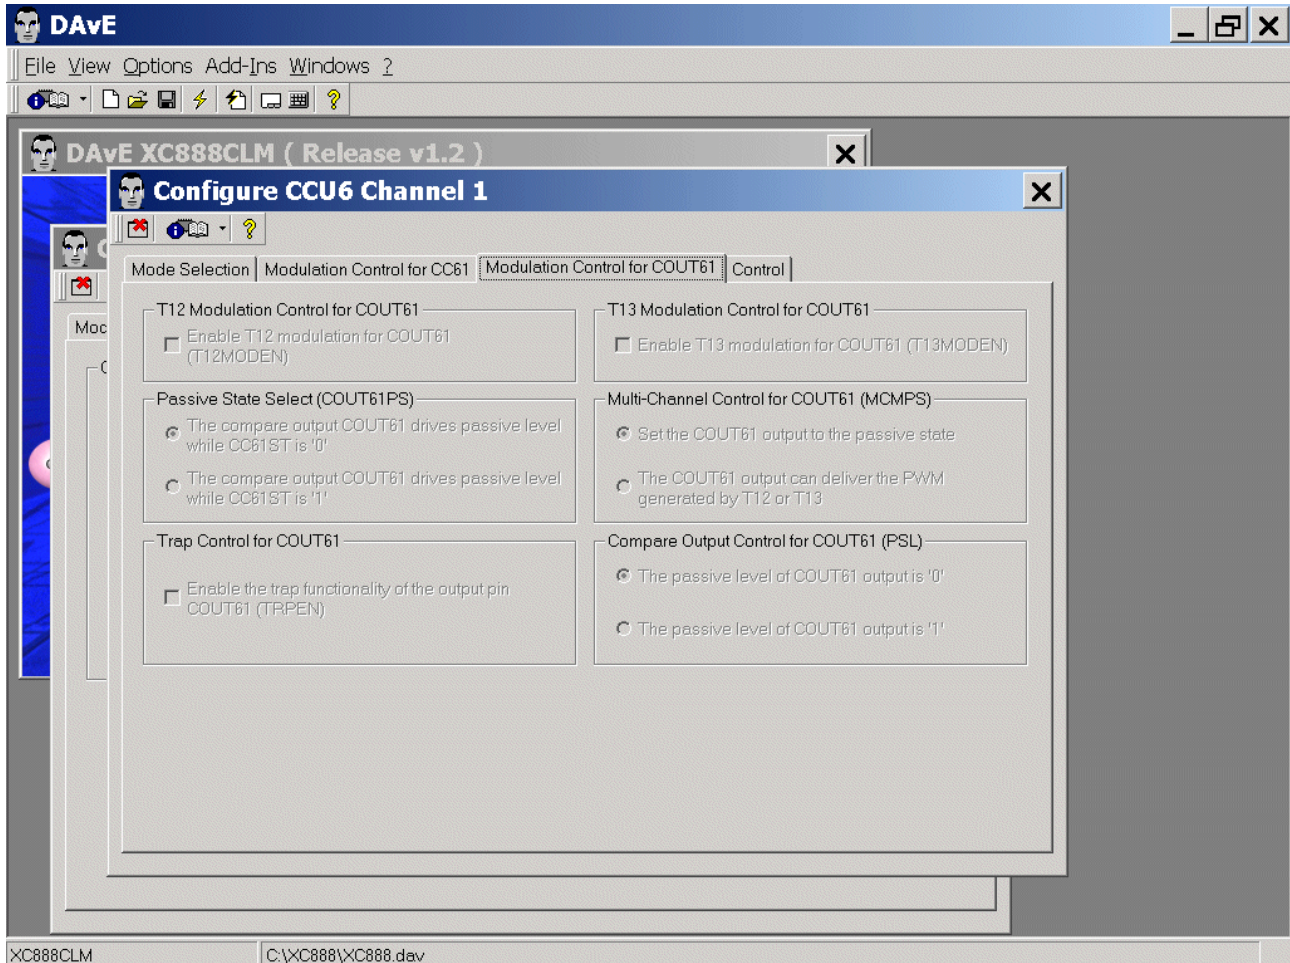 DAvE
File View Options Add-Ins Windows ?
DAvE XC888CLM ( Release v1.2 )
Configure CCU6 Channel 1
Mode Selection Modulation Control for CC61 Modulation Control for COUT61 Control
T12 Modulation Control for COUT61
Enable T12 modulation for COUT61
(T12MODEN)
T13 Modulation Control for COUT61
Enable T13 modulation for COUT61 (T13MODEN)
Passive State Select (COUT61PS)
The compare output COUT61 drives passive level
while CC61ST is '0'
The compare output COUT61 drives passive level
while CC61ST is '1'
Multi-Channel Control for COUT61 (MCMPS)
Set the COUT61 output to the passive state
The COUT61 output can deliver the PWM
generated by T12 or T13
Trap Control for COUT61
Enable the trap functionality of the output pin
COUT61 (TRPEN)
Compare Output Control for COUT61 (PSL)
The passive level of COUT61 output is '0'
The passive level of COUT61 output is '1'
XC888CLM
C:\XC888\XC888.dav